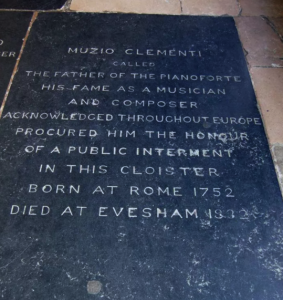 MUZIO CLEMENTI
CALLED
THE FATHER OF THE PIANOFORTE
HIS FAME AS A MUSICIAN
AND COMPOSER
ACKNOWLEDGED THROUGHOUT EUROPE
PROCURED HIM THE HONOUR
OF A PUBLIC INTERMENT
IN THIS CLOISTER
BORN AT ROME 1752
DIED AT EVESHAM 1832